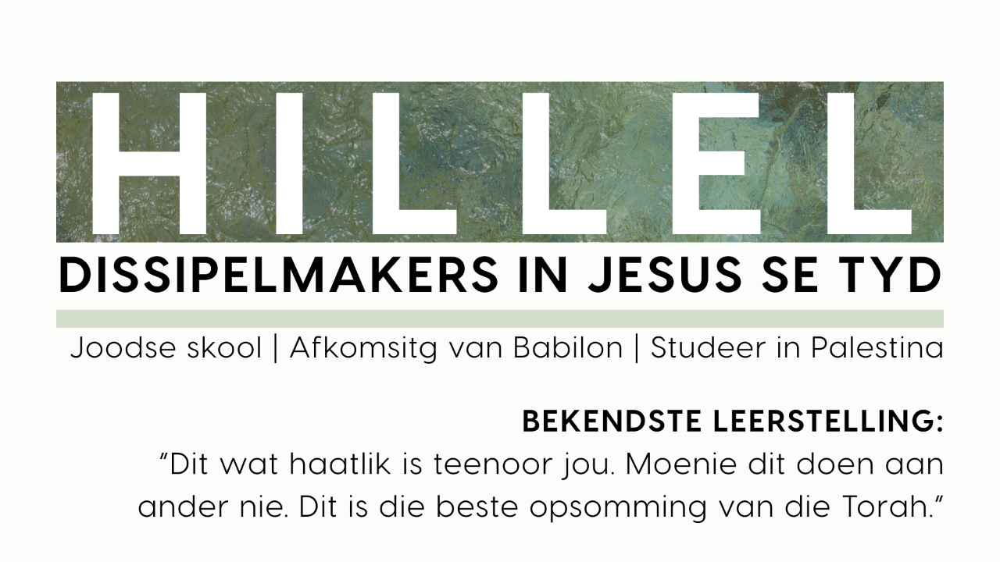 HILLEL
DISSIPELMAKERS IN JESUS SE TYD
Joodse skool | Afkomsitg van Babilon | Studeer in Palestina
BEKENDSTE LEERSTELLING:
"Dit wat haatlik is teenoor jou. Moenie dit doen aan
ander nie. Dit is die beste opsomming van die Torah."